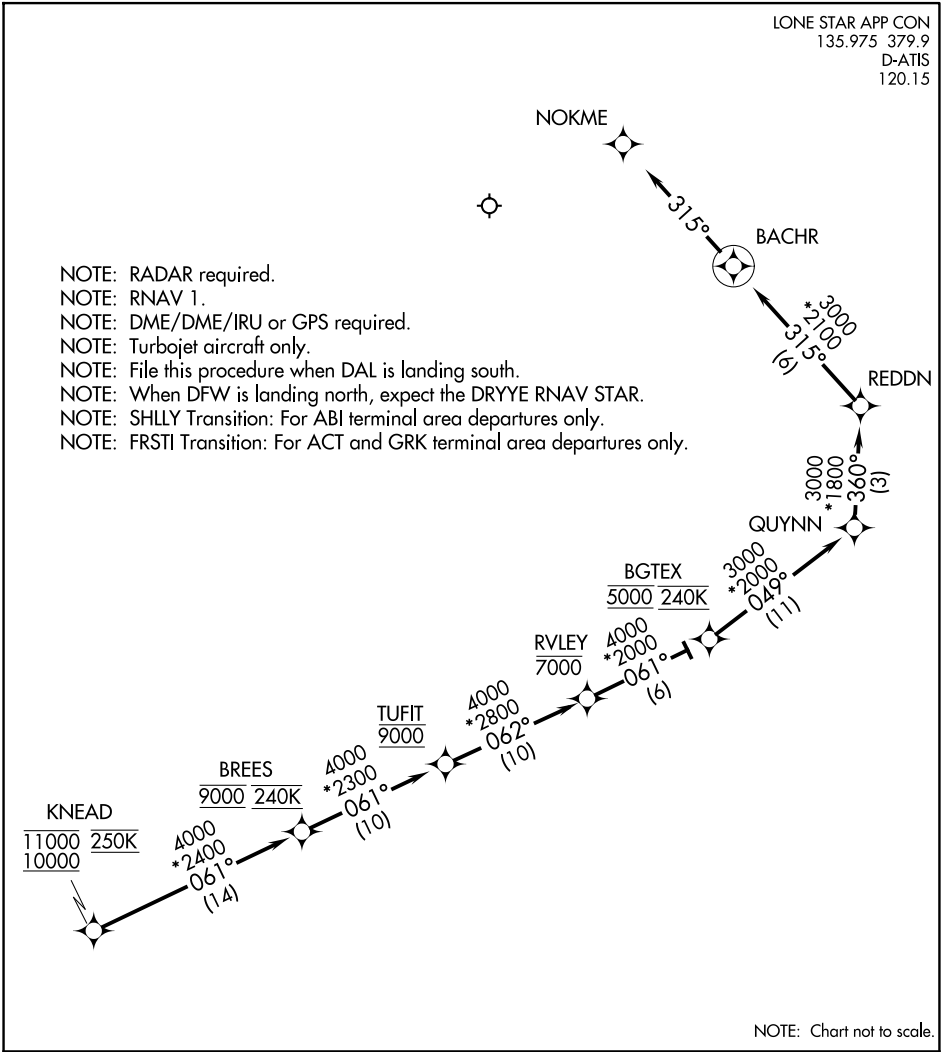 LONE STAR APP CON
135.975 379.9
D-ATIS
120.15
NOKME
315°
BACHR
3000
*2100
315°
(6)
REDDN
NOTE: RADAR required.
NOTE: RNAV 1.
NOTE: DME/DME/IRU or GPS required.
NOTE: Turbojet aircraft only.
NOTE: File this procedure when DAL is landing south.
NOTE: When DFW is landing north, expect the DRYYE RNAV STAR.
NOTE: SHLLY Transition: For ABI terminal area departures only.
NOTE: FRSTI Transition: For ACT and GRK terminal area departures only.
3000
*1800
360°
(3)
QUYNN
3000
*2000
049°
(11)
BGTEX
5000 240K
4000
*2000
061°
(6)
RVLEY
7000
4000
*2800
062°
(10)
TUFIT
9000
4000
*2300
061°
(10)
BREES
9000 240K
4000
*2400
061°
(14)
KNEAD
11000 250K
10000
NOTE: Chart not to scale.